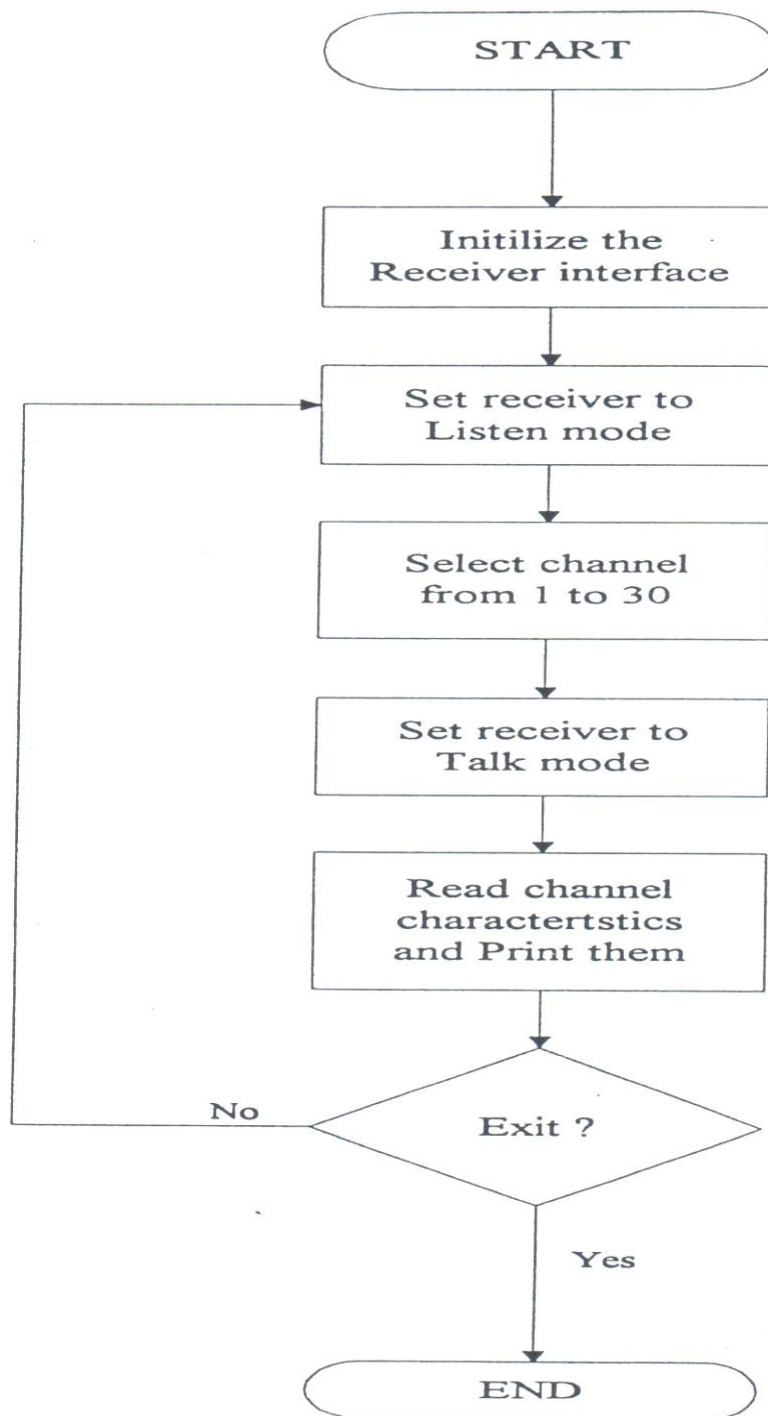 START
Initilize the
Receiver interface
Set receiver to
Listen mode
Select channel
from 1 to 30
Set receiver to
Talk mode
Read channel
charactertstics
and Print them
Exit ?
No
Yes
END